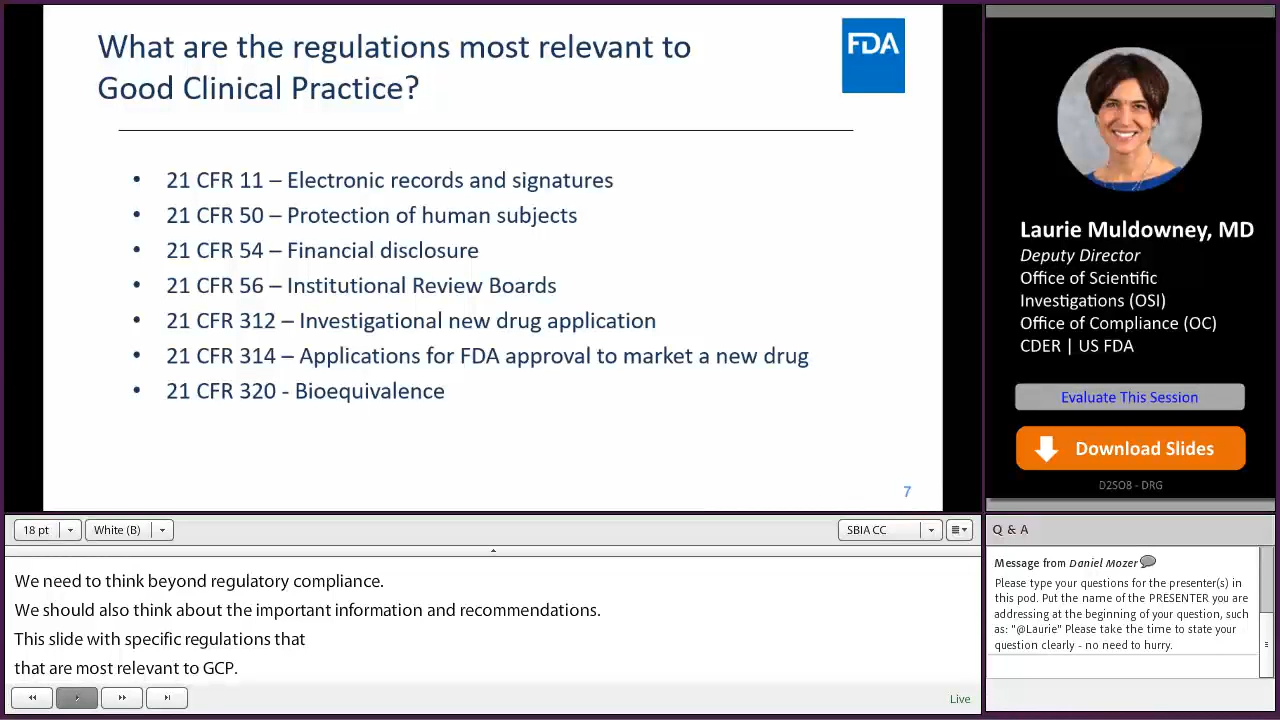 What are the regulations most relevant to
Good Clinical Practice?
FDA
• 21 CFR 11 – Electronic records and signatures
• 21 CFR 50 – Protection of human subjects
• 21 CFR 54 – Financial disclosure
• 21 CFR 56 – Institutional Review Boards
• 21 CFR 312 – Investigational new drug application
• 21 CFR 314 – Applications for FDA approval to market a new drug
• 21 CFR 320 - Bioequivalence
7
Laurie Muldowney, MD
Deputy Director
Office of Scientific
Investigations (OSI)
Office of Compliance (OC)
CDER | US FDA
Evaluate This Session
Download Slides
D2SO8 - DRG
18 pt
White (B)
SBIA CC
We need to think beyond regulatory compliance.
We should also think about the important information and recommendations.
This slide with specific regulations that
that are most relevant to GCP.
Live
Q & A
Message from Daniel Mozer
Please type your questions for the presenter(s) in
this pod. Put the name of the PRESENTER you are
addressing at the beginning of your question, such
as: "@Laurie" Please take the time to state your
question clearly - no need to hurry.